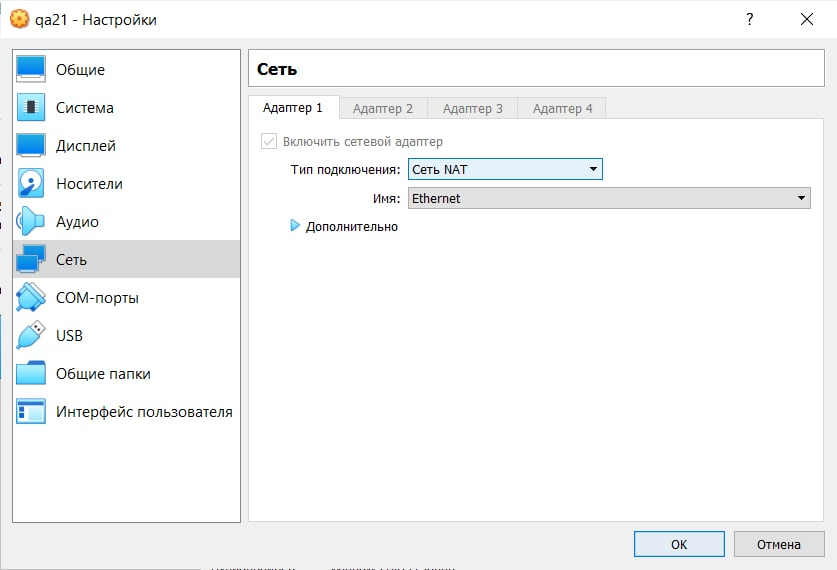 qa21 - Настройки
?
Общие
Система
Дисплей
Носители
Аудио
Сеть
COM-порты
USB
Общие папки
Интерфейс пользователя
Сеть
Адаптер 1 Адаптер 2 Адаптер 3 Адаптер 4
Включить сетевой адаптер
Тип подключения: Сеть NAT
Имя: Ethernet
Дополнительно
OK Отмена